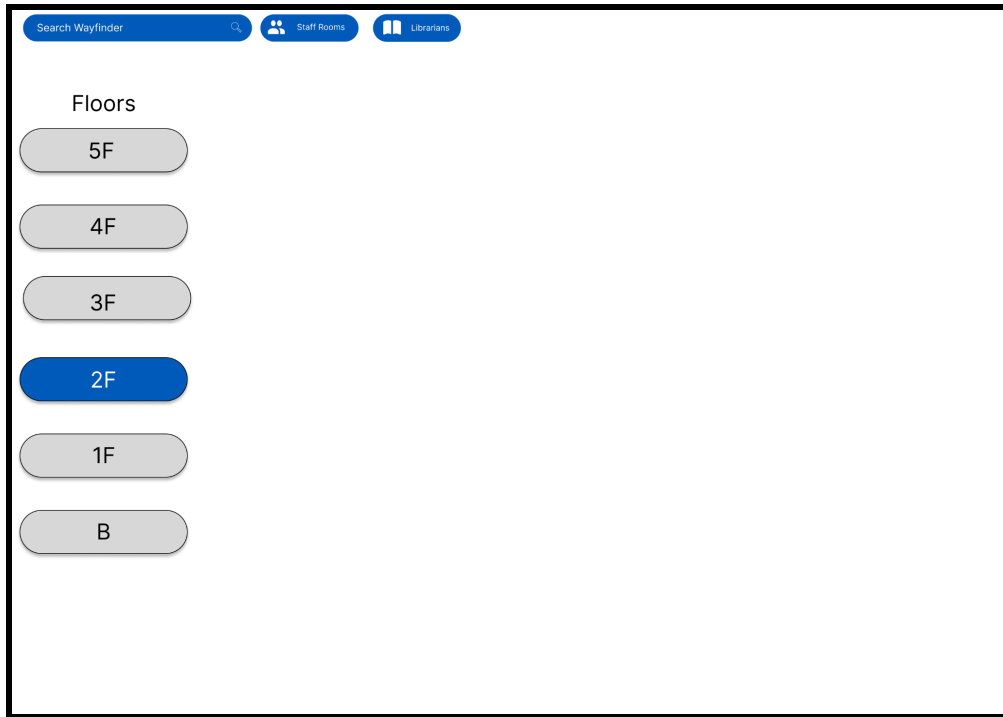 Search Wayfinder
Staff Rooms
Librarians
Floors
5F
4F
3F
2F
1F
B